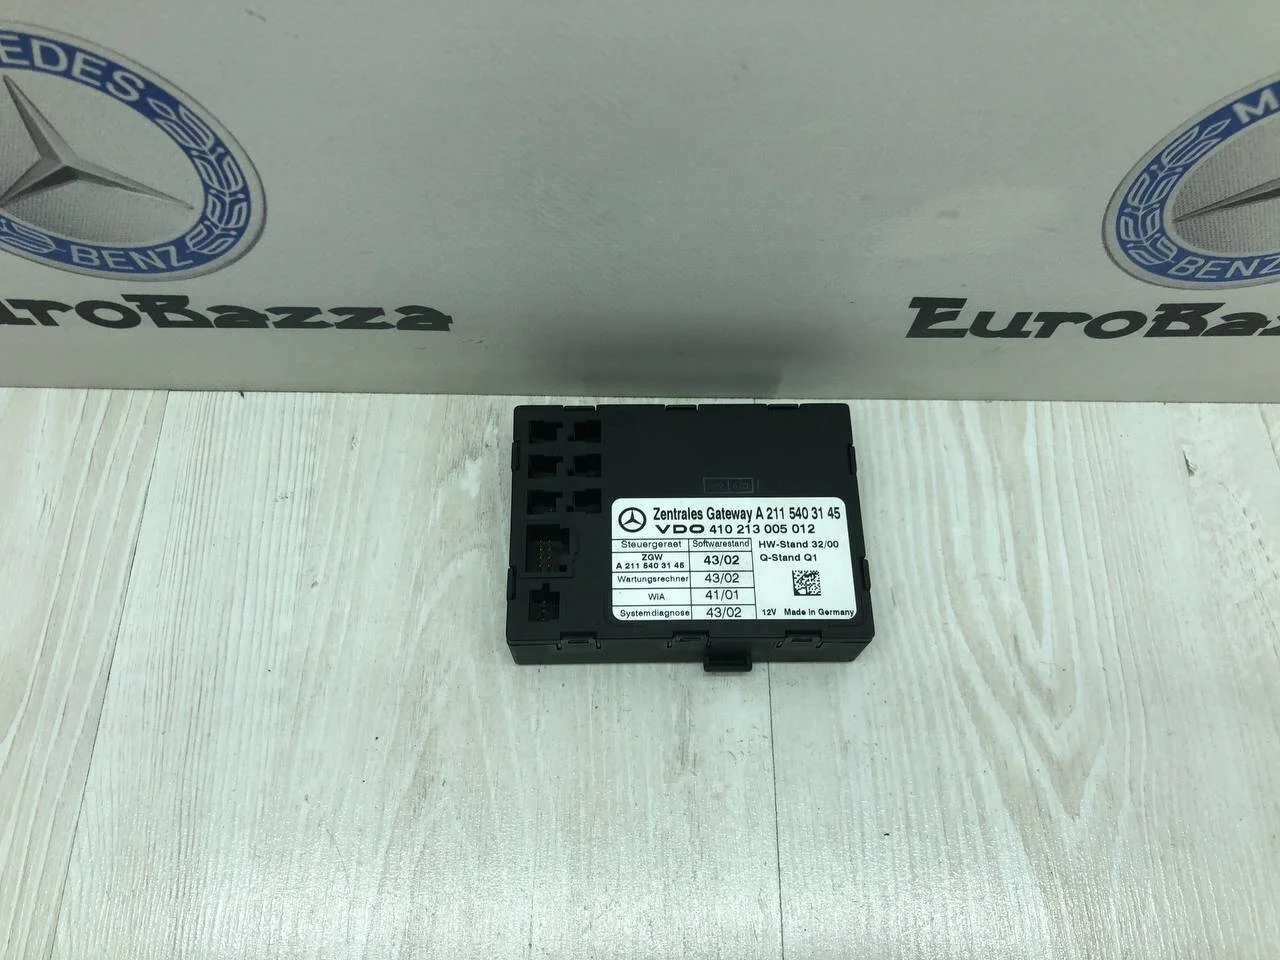 EDES
BENZ
EuroBazza
M
BENZ
EuroBaz
Zentrales Gateway A 211 540 31 45
VDO 410 213 005 012
Steuergeraet Softwarestand HW-Stand 32/00
ZGW
A 211 540 31 45 43/02 Q-Stand Q1
Wartungsrechner 43/02
WIA 41/01
Systemdiagnose 43/02 12V Made in Germany